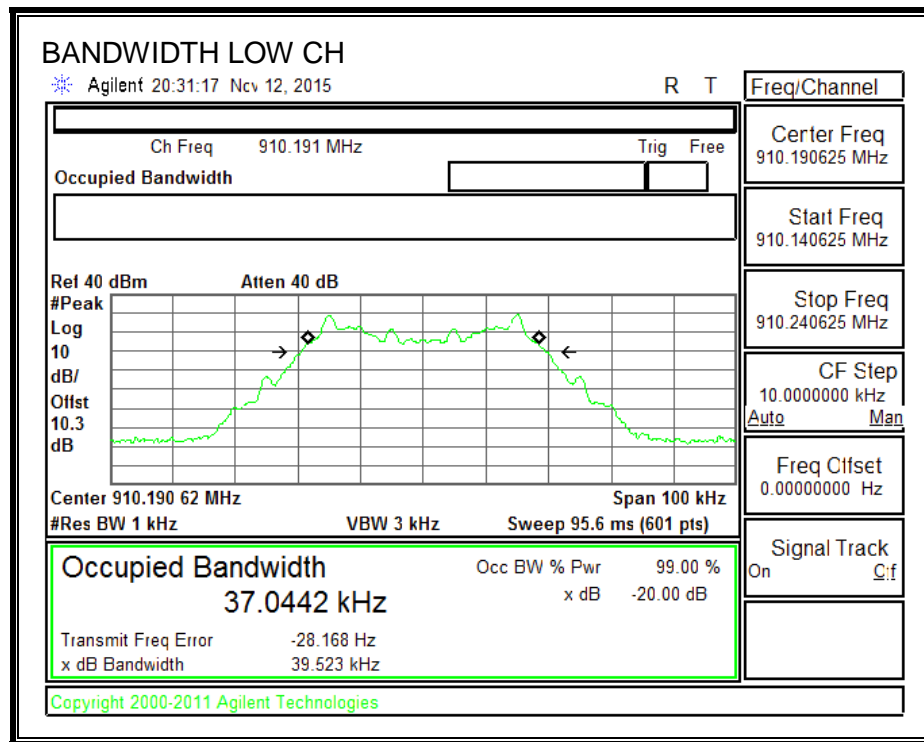 BANDWIDTH LOW CH
Agilent 20:31:17 Nov 12, 2015 R T
Freq/Channel
Ch Freq 910.191 MHz Trig Free
Occupied Bandwidth
Center Freq
910.190625 MHz
Start Freq
910.140625 MHz
Stop Freq
910.240625 MHz
CF Step
10.0000000 kHz
Auto Man
Freq Offset
0.00000000 Hz
Signal Track
On Off
Ref 40 dBm Atten 40 dB
#Peak
Log
10
dB/
Offst
10.3
dB
Center 910.190 62 MHz Span 100 kHz
#Res BW 1 kHz VBW 3 kHz Sweep 95.6 ms (601 pts)
Occupied Bandwidth Occ BW % Pwr 99.00 %
37.0442 kHz x dB -20.00 dB
Transmit Freq Error -28.168 Hz
x dB Bandwidth 39.523 kHz
Copyright 2000-2011 Agilent Technologies